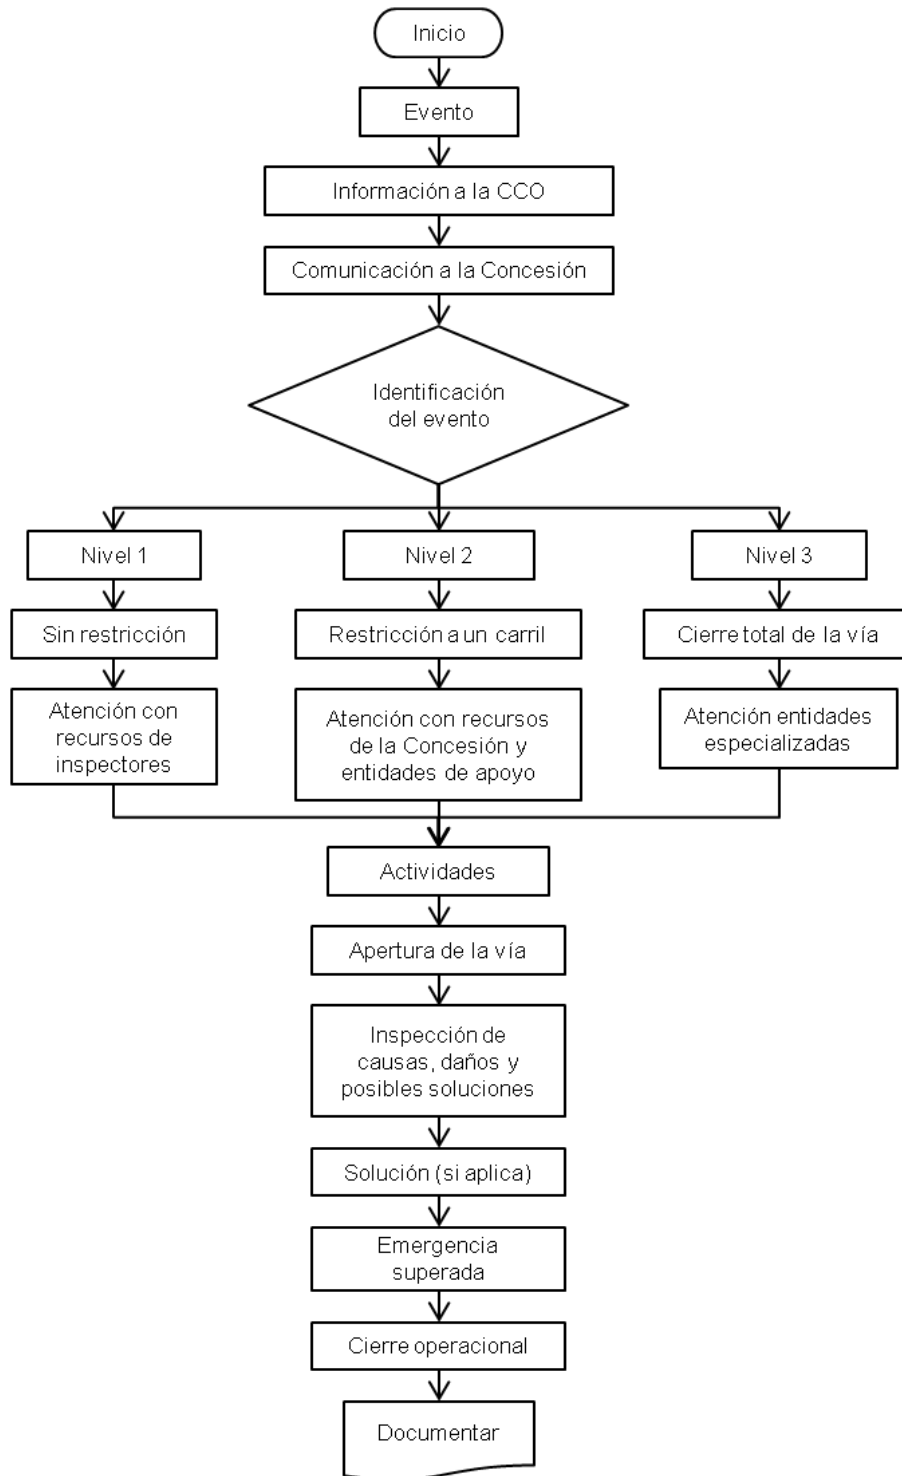 Inicio
Evento
Información a la CCO
Comunicación a la Concesión
Identificación
del evento
Nivel 1
Nivel 2
Nivel 3
Sin restricción
Restricción a un carril
Cierre total de la vía
Atención con
recursos de
inspectores
Atención con recursos
de la Concesión y
entidades de apoyo
Atención entidades
especializadas
Actividades
Apertura de la vía
Inspección de
causas, daños y
posibles soluciones
Solución (si aplica)
Emergencia
superada
Cierre operacional
Documentar